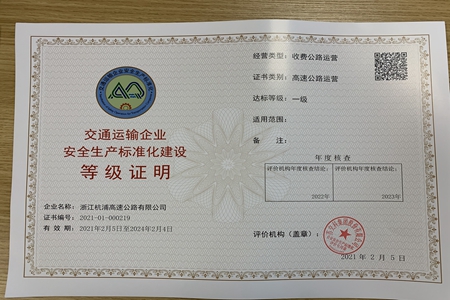 交通运输企业
安全生产标准化建设
等级证明
企业名称：浙江杭浦高速公路有限公司
证书编号：2021-01-000219
有 效 期：2021年2月5日至2024年2月4日
经营类型：收费公路运营
证书类别：高速公路运营
达标等级：一级
适用范围：
备 注：
年度核查
评价机构年度核查结论：
2022年
评价机构年度核查结论：
2023年
评价机构（盖章）：
2021 年 2 月 5 日